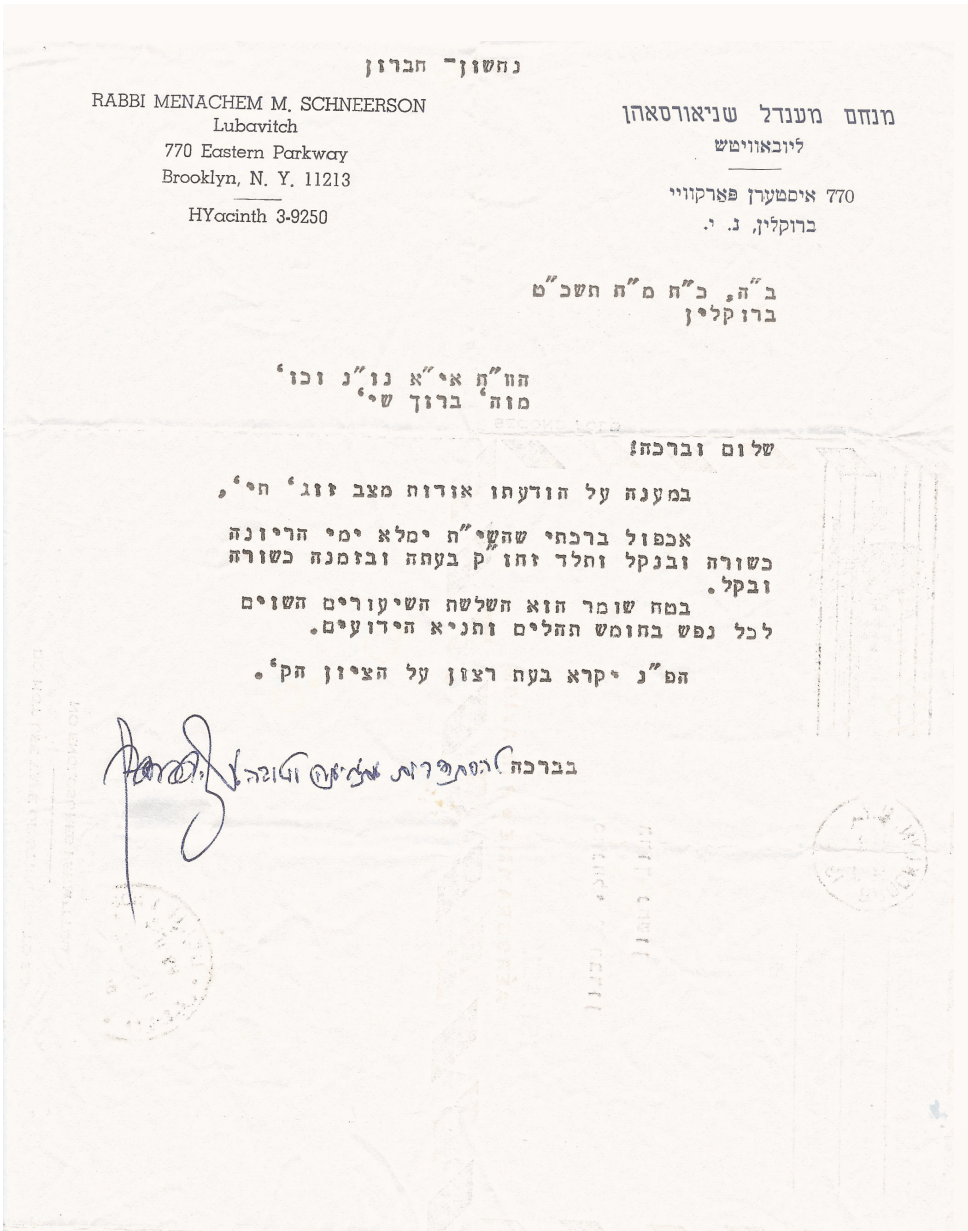 נחשון- חברון
RABBI MENACHEM M. SCHNEERSON
Lubavitch
770 Eastern Parkway
Brooklyn, N. Y. 11213
HYacinth 3-9250
מנחם מענדל שניאורסאהן
ליובאוויטש
770 איסטערן פארקוויי
ברוקלין, נ. י.
ב"ה, כ"ח מ"ח תשכ"ט
ברוקלין
הוו"ח אי"א נו"נ וכו'
מוה' ברוך שי'
שלום וברכה!
במענה על הודעתו אודות מצב זוג' תי',
אכפול ברכתי שהשי"ת ימלא ימי הריונה
כשורה ובנקל ותלד זחו"ק בעתה ובזמנה כשורה
ובקל.
בטח שומר הוא השלשת השיעורים השוים
לכל נפש בחומש תהלים ותניא הידועים.
הפ"נ יקרא בעת רצון על הציון הק'.
בברכה